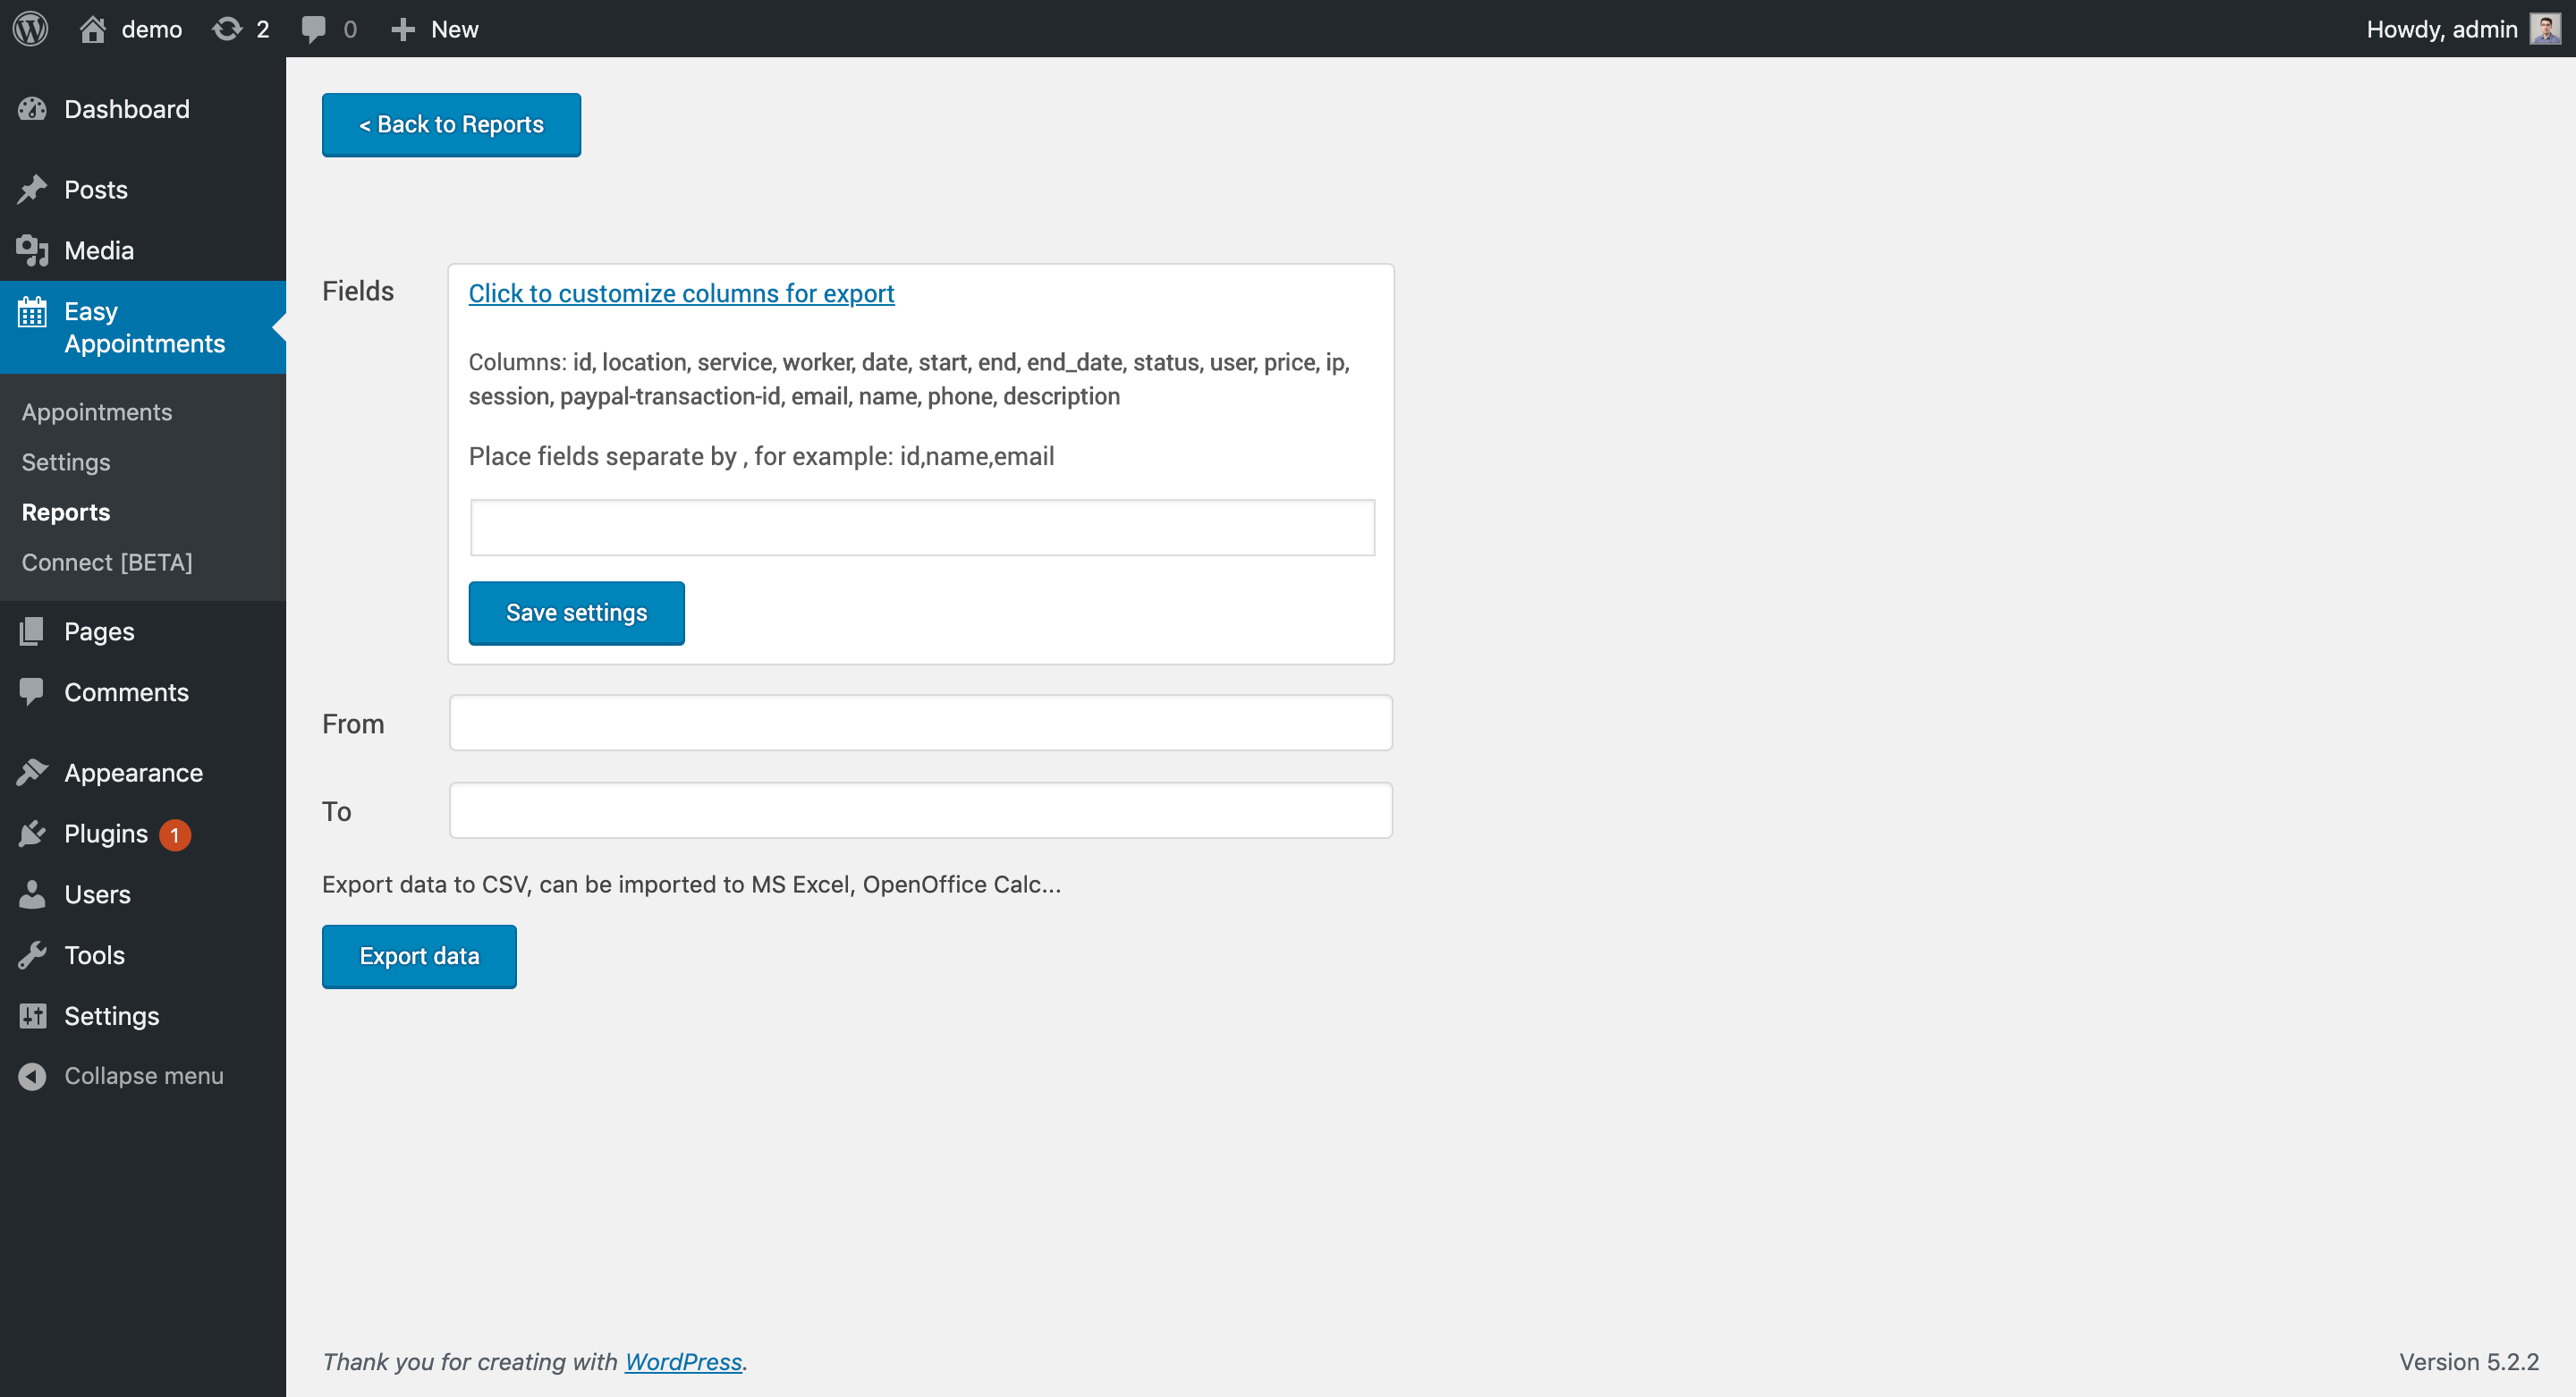 demo 2 0 New Howdy, admin
Dashboard
Posts
Media
Easy
Appointments
Appointments
Settings
Reports
Connect [BETA]
Pages
Comments
Appearance
Plugins 1
Users
Tools
Settings
Collapse menu
< Back to Reports
Fields
Click to customize columns for export
Columns: id, location, service, worker, date, start, end, end_date, status, user, price, ip,
session, paypal-transaction-id, email, name, phone, description
Place fields separate by , for example: id,name,email
Save settings
From
To
Export data to CSV, can be imported to MS Excel, OpenOffice Calc...
Export data
Thank you for creating with WordPress.
Version 5.2.2